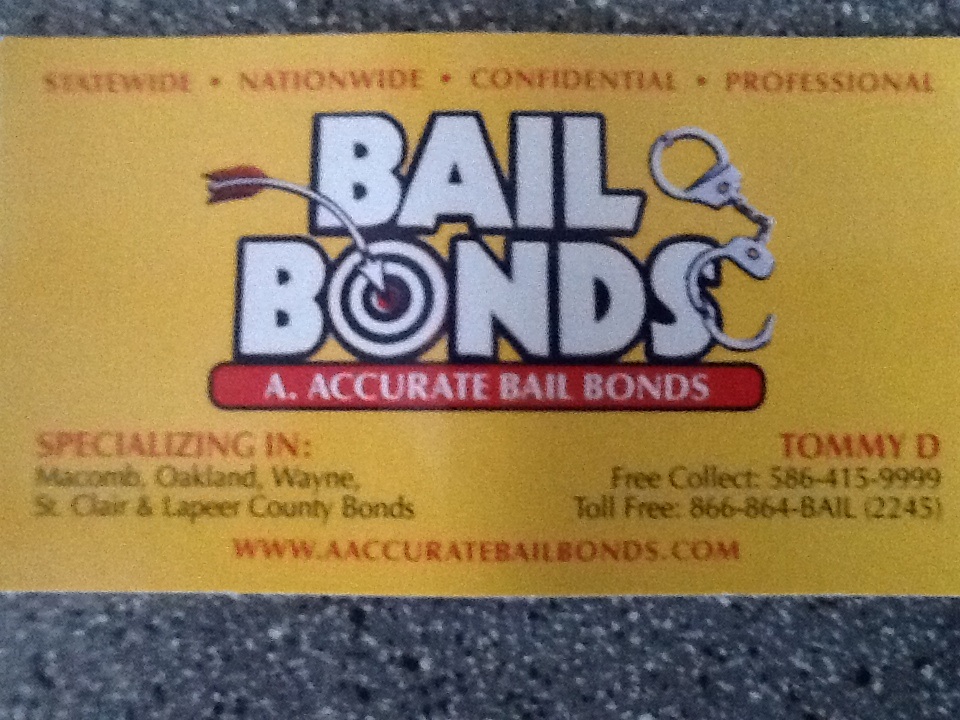 STATEWIDE • NATIONWIDE • CONFIDENTIAL • PROFESSIONAL
BAIL
BONDS
A. ACCURATE BAIL BONDS
SPECIALIZING IN:
Macomb, Oakland, Wayne,
St. Clair & Lapeer County Bonds
TOMMY D
Free Collect: 586-415-9999
Toll Free: 866-864-BAIL (2245)
WWW.AACCURATEBAILBONDS.COM